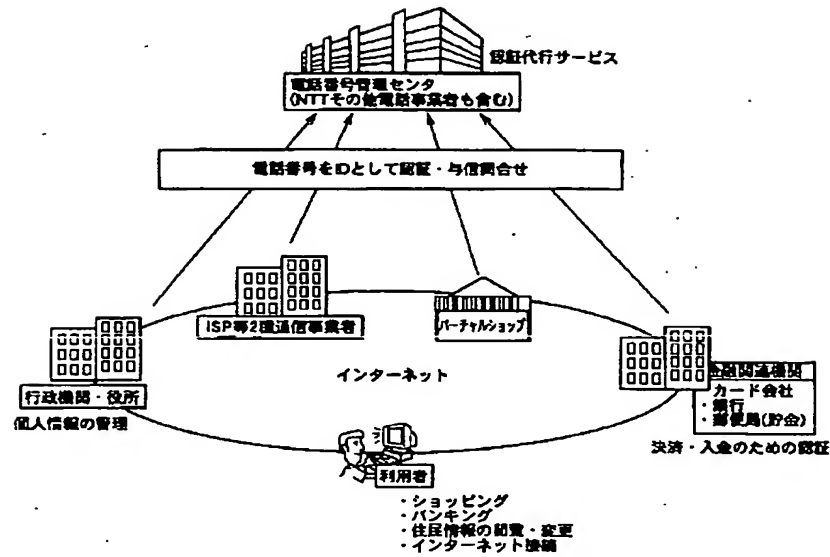 認証代行サービス
電話番号管理センタ
(NTTその他電話事業者も含む)
電話番号をIDとして認証・与信問合せ
ISP等2種通信事業者
バーチャルショップ
インターネット
行政機関・役所
個人情報の管理
金融関連機関
・カード会社
・銀行
・郵便局(貯金)
決済・入金のための認証
利用者
・ショッピング
・バンキング
・住民情報の閲覧・変更
・インターネット接続